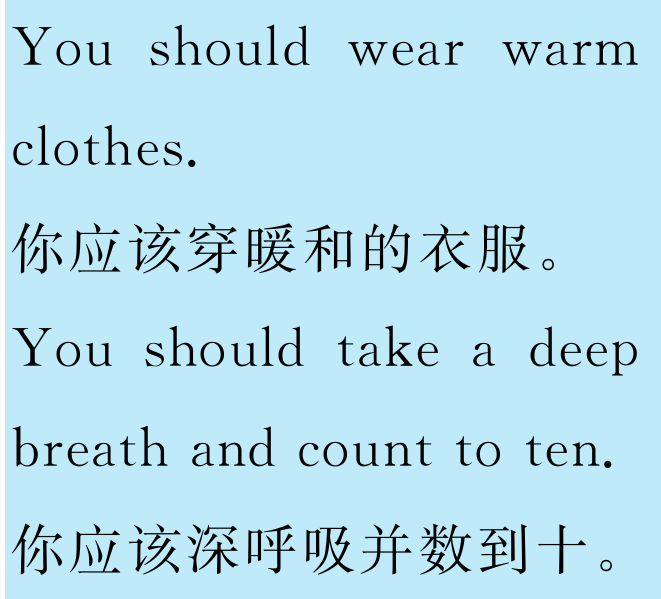 You should wear warm
clothes.
你应该穿暖和的衣服。
You should take a deep
breath and count to ten.
你应该深呼吸并数到十。